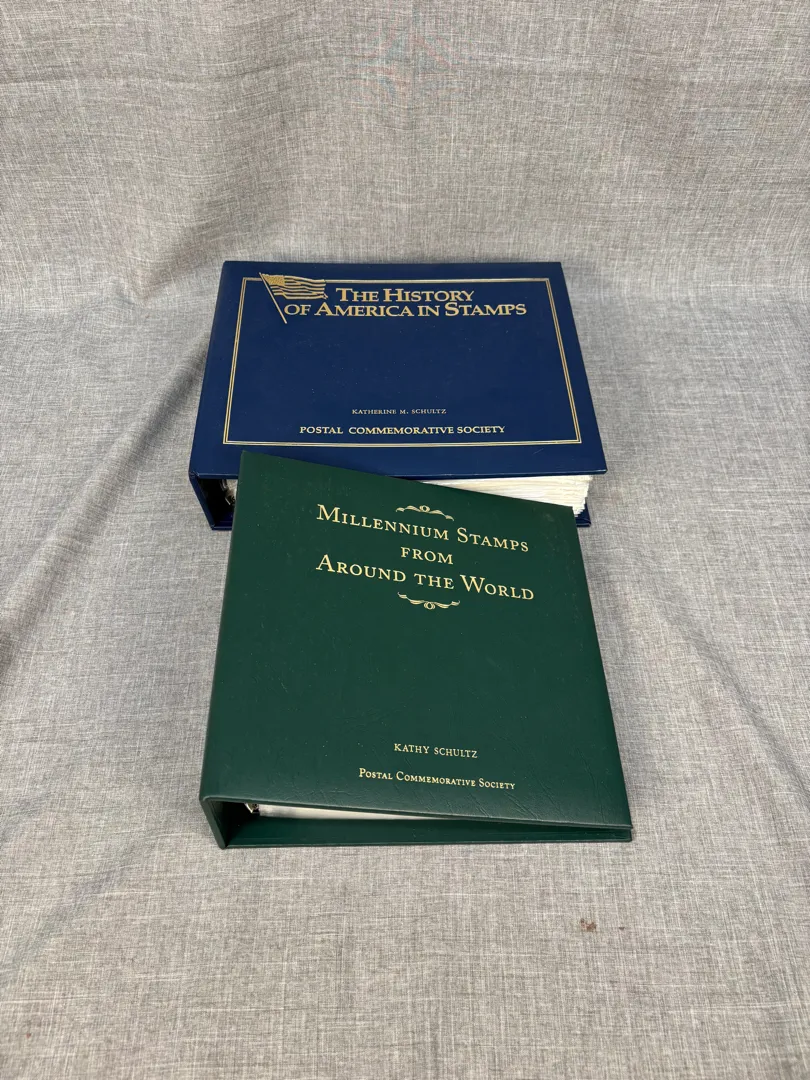 The History
of America in Stamps
Katherine M. Schultz
Postal Commemorative Society
Millennium Stamps
from
Around the World
Kathy Schultz
Postal Commemorative Society